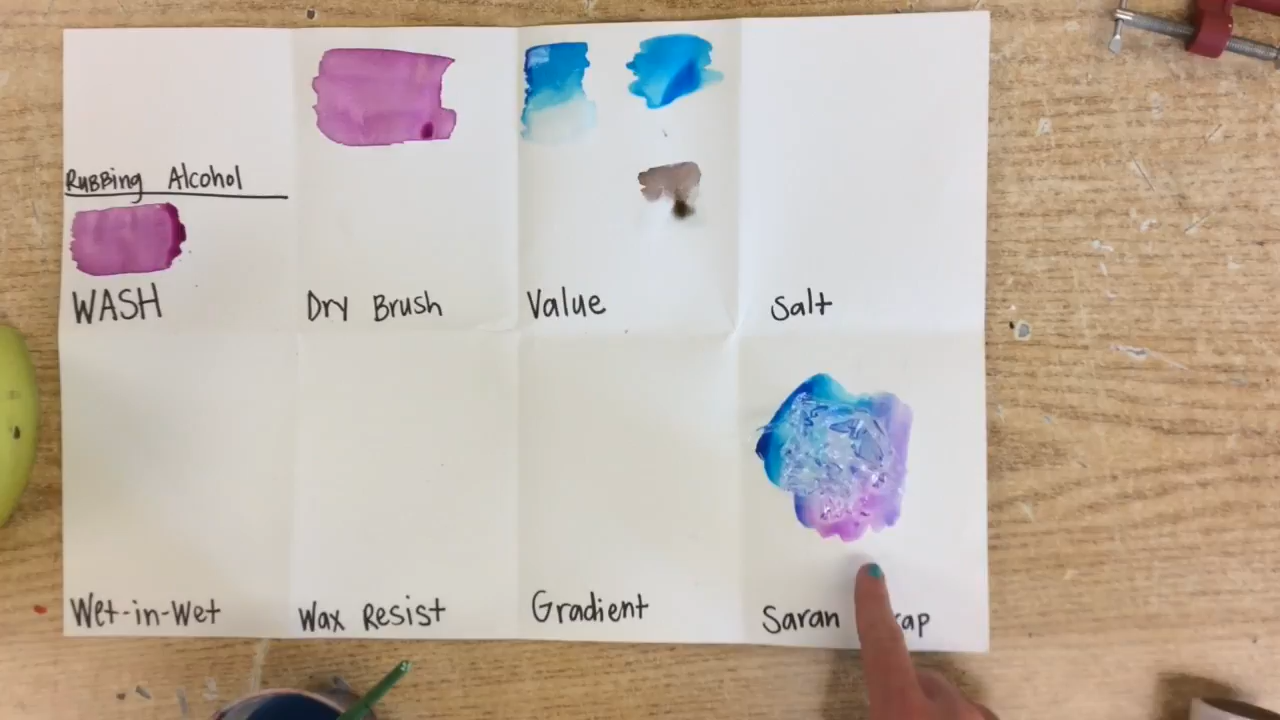 Rubbing Alcohol
WASH
Dry Brush
Value
Salt
Wet-in-Wet
Wax Resist
Gradient
Saran